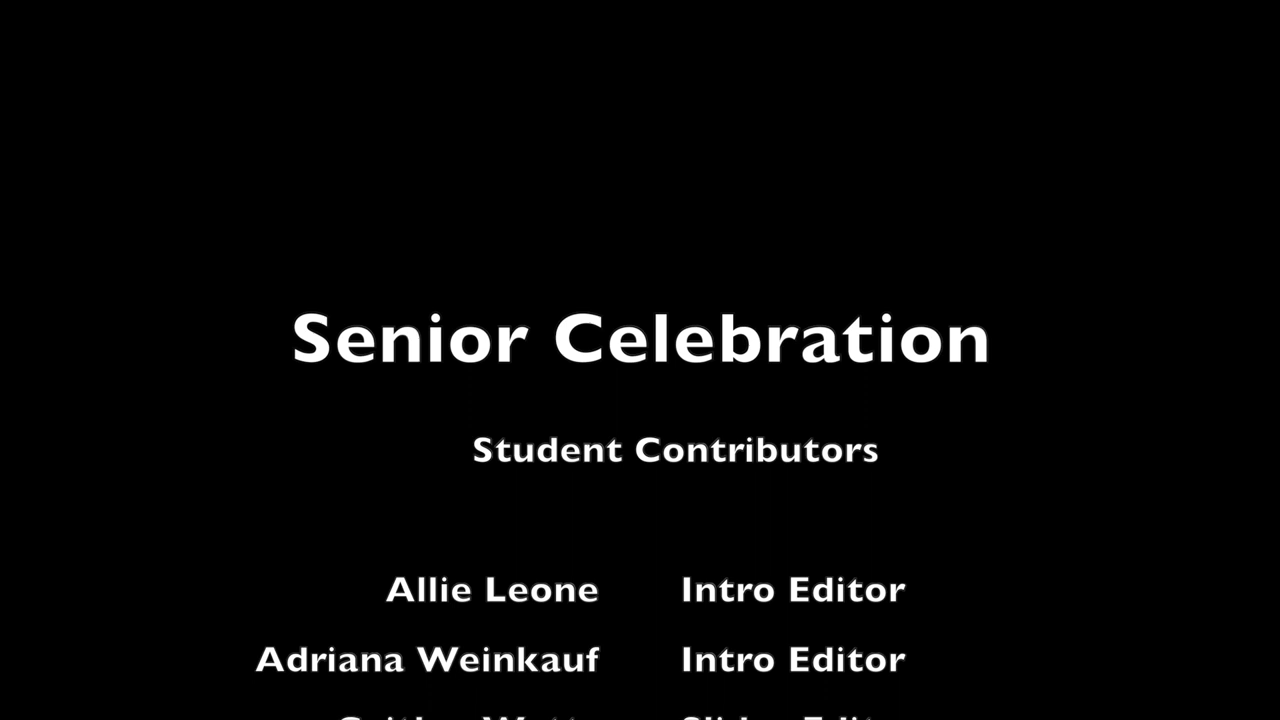 Senior Celebration
Student Contributors
Allie Leone Intro Editor
Adriana Weinkauf Intro Editor